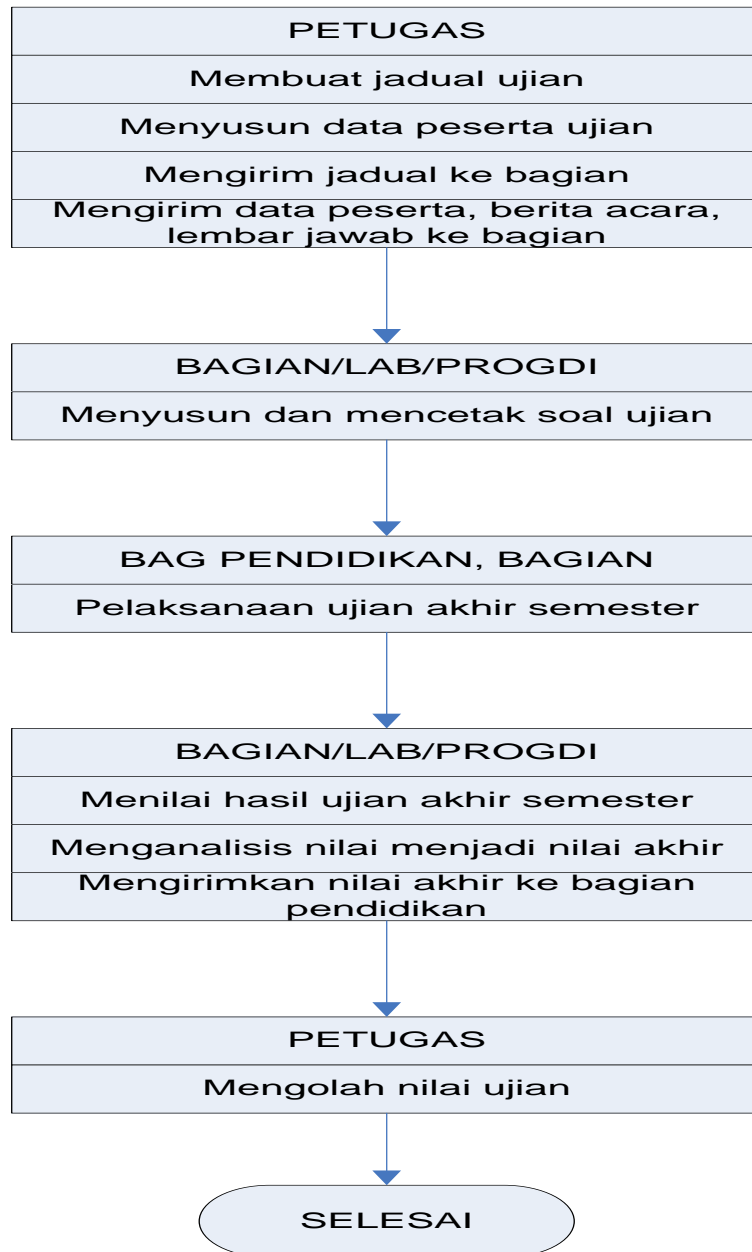 PETUGAS
Membuat jadual ujian
Menyusun data peserta ujian
Mengirim jadual ke bagian
Mengirim data peserta, berita acara,
lembar jawab ke bagian
BAGIAN/LAB/PROGDI
Menyusun dan mencetak soal ujian
BAG PENDIDIKAN, BAGIAN
Pelaksanaan ujian akhir semester
BAGIAN/LAB/PROGDI
Menilai hasil ujian akhir semester
Menganalisis nilai menjadi nilai akhir
Mengirimkan nilai akhir ke bagian
pendidikan
PETUGAS
Mengolah nilai ujian
SELESAI